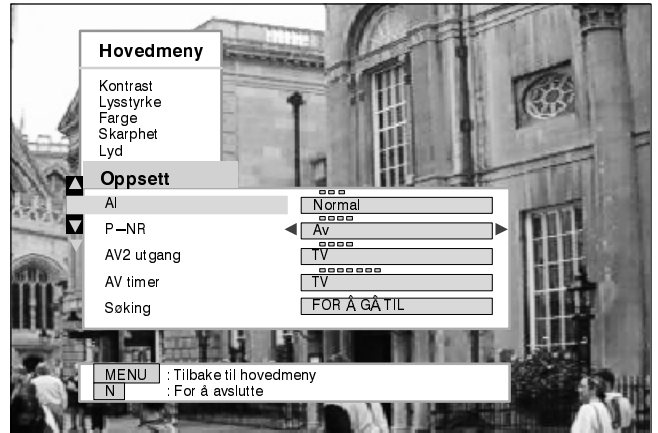 Hovedmeny
Kontrast
Lysstyrke
Farge
Skarphet
Lyd
Oppsett
AI Normal
P–NR Av
AV2 utgang TV
AV timer TV
Søking FOR Â GÂ TIL
MENU : Tilbake til hovedmeny
N : For å avslutte